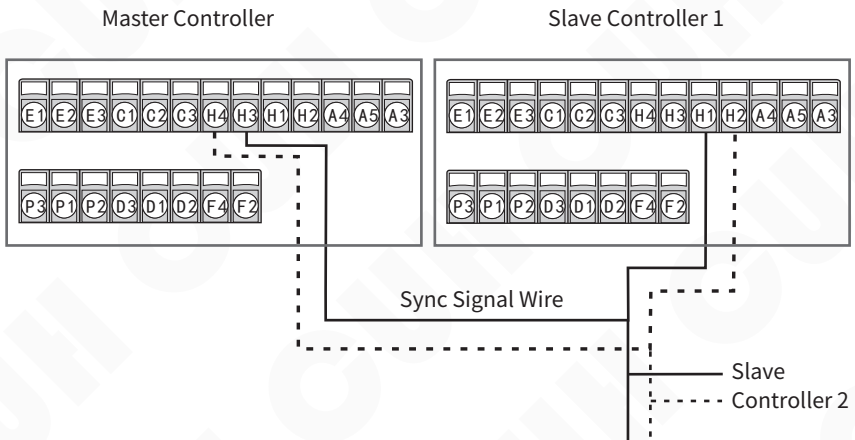 Master Controller
Slave Controller 1
E1 E2 E3 C1 C2 C3 H4 H3 H1 H2 A4 A5 A3
E1 E2 E3 C1 C2 C3 H4 H3 H1 H2 A4 A5 A3
P3 P1 P2 D3 D1 D2 F4 F2
P3 P1 P2 D3 D1 D2 F4 F2
Sync Signal Wire
Slave
Controller 2